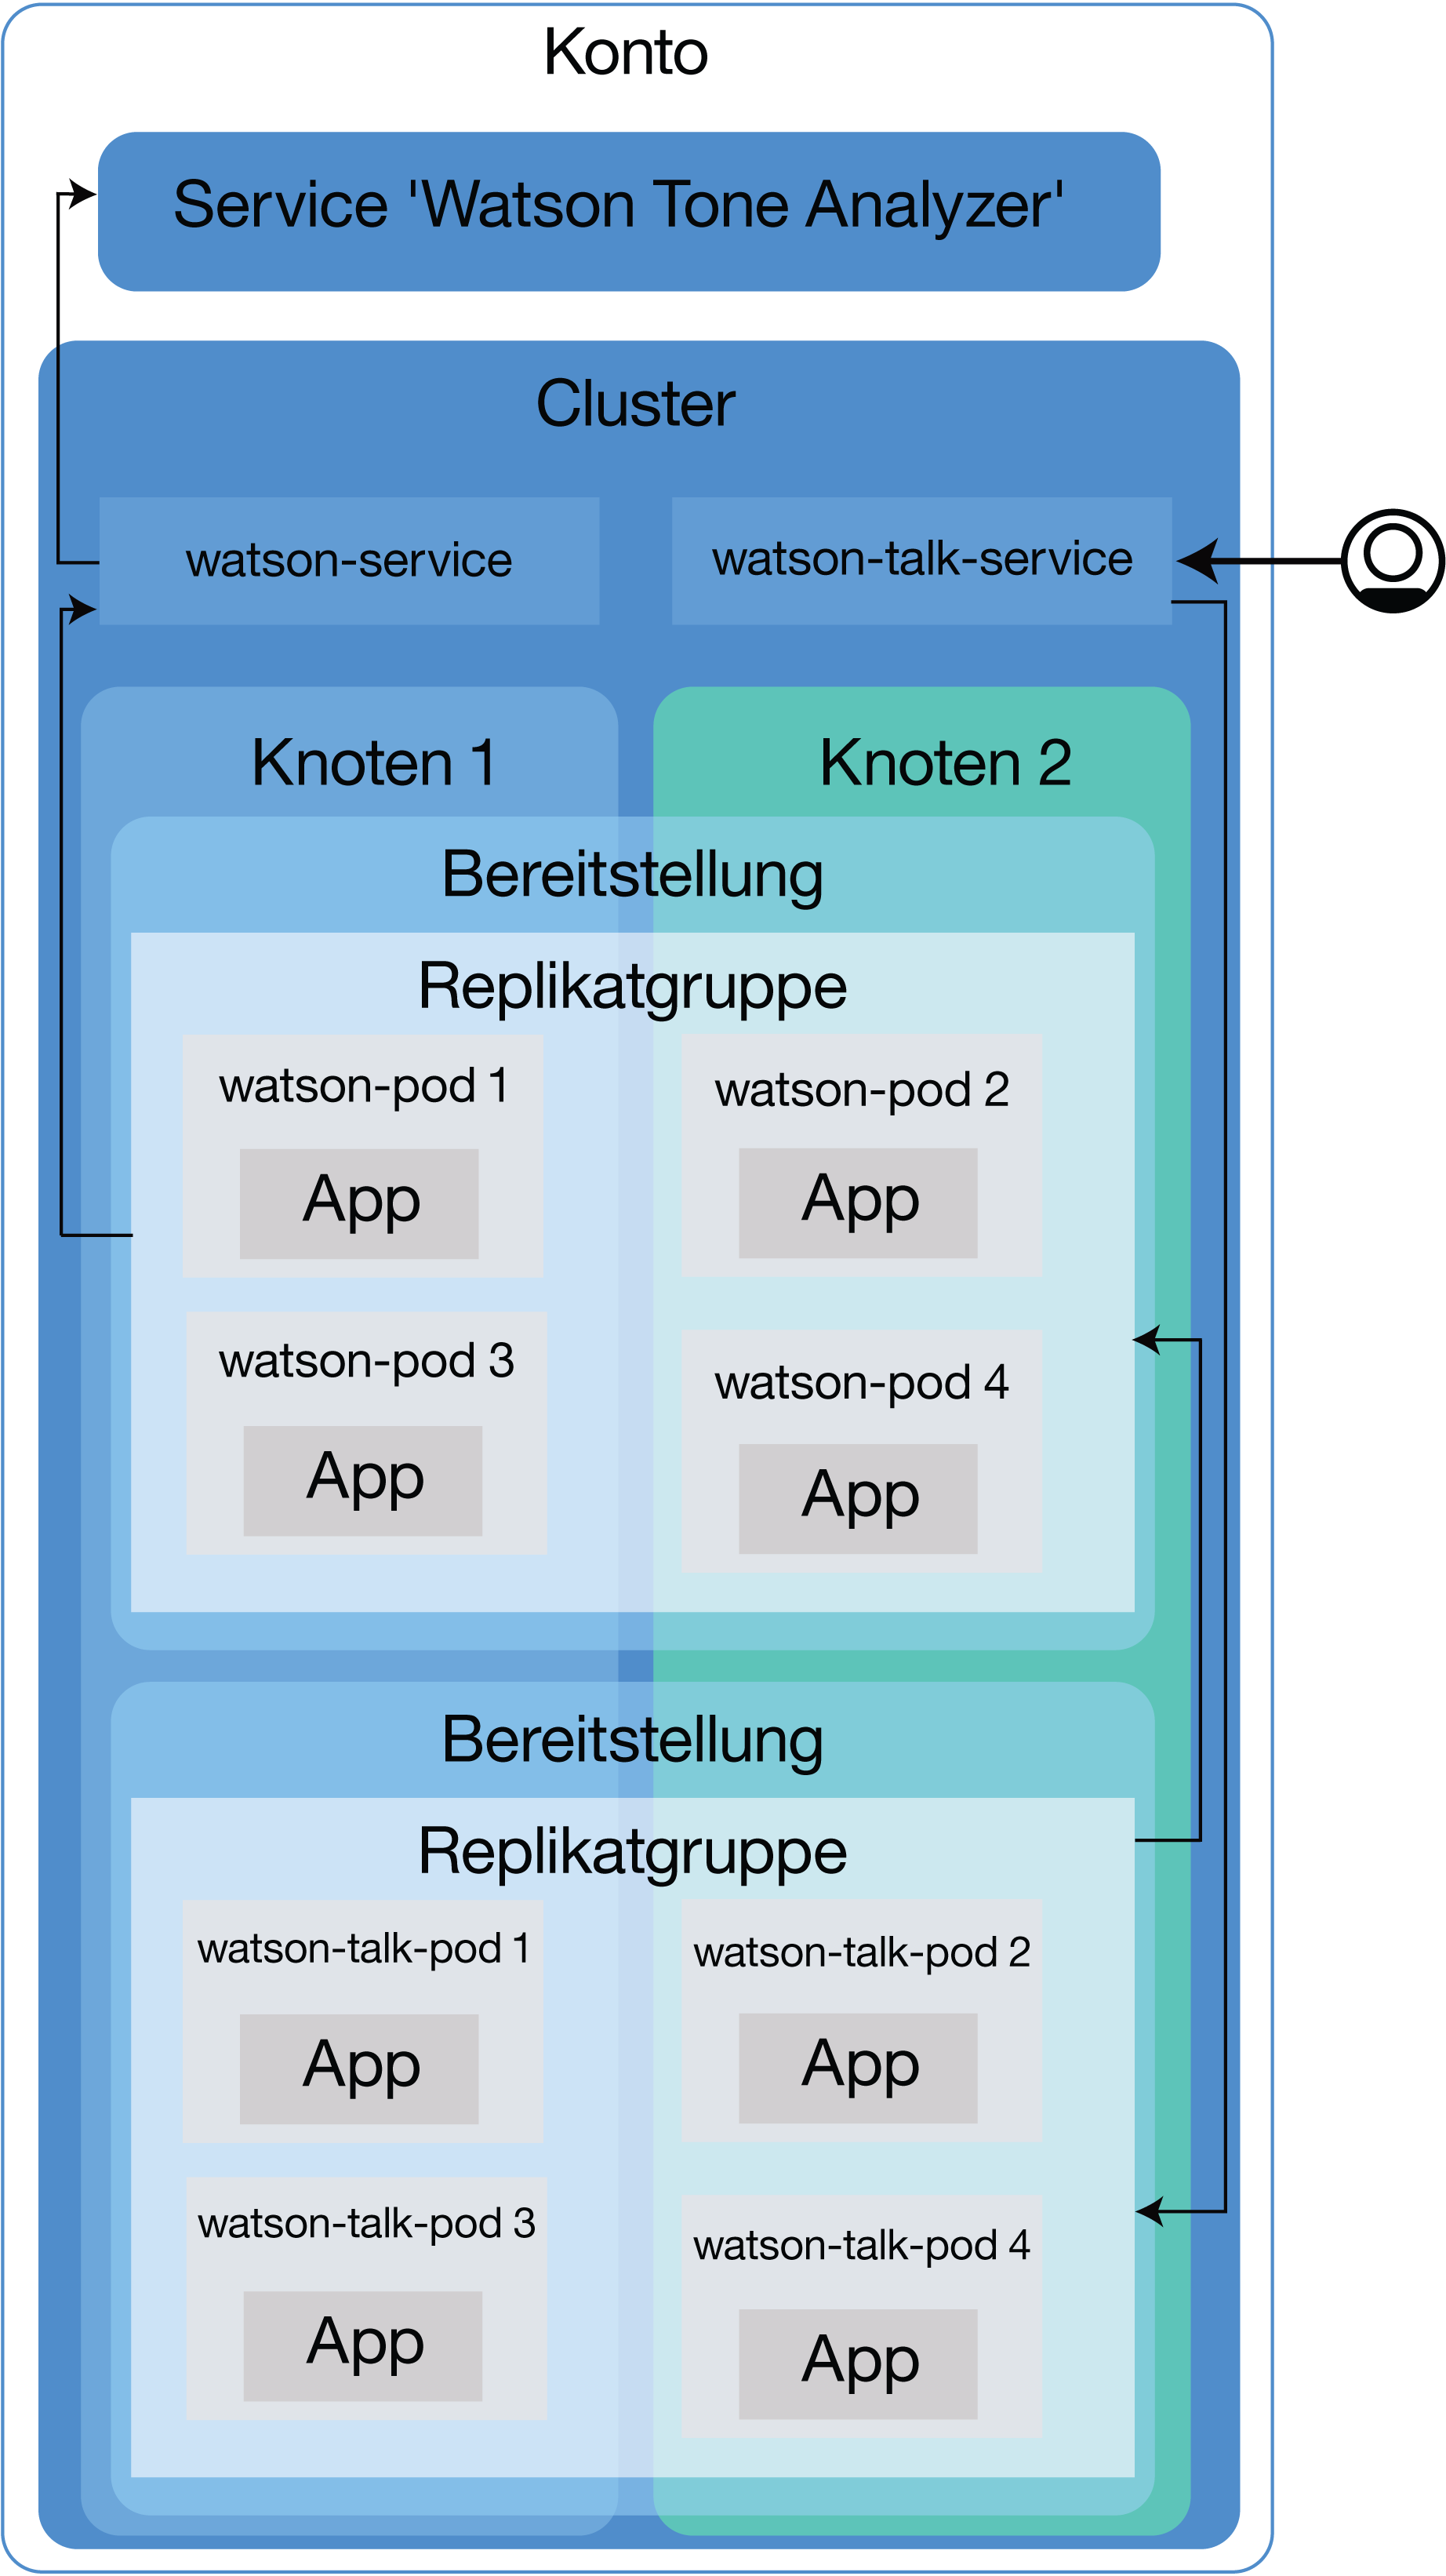 Konto
Service 'Watson Tone Analyzer'
Cluster
watson-service
watson-talk-service
Knoten 1
Knoten 2
Bereitstellung
Replikatgruppe
watson-pod 1
watson-pod 2
App
App
watson-pod 3
watson-pod 4
App
App
Bereitstellung
Replikatgruppe
watson-talk-pod 1
watson-talk-pod 2
App
App
watson-talk-pod 3
watson-talk-pod 4
App
App